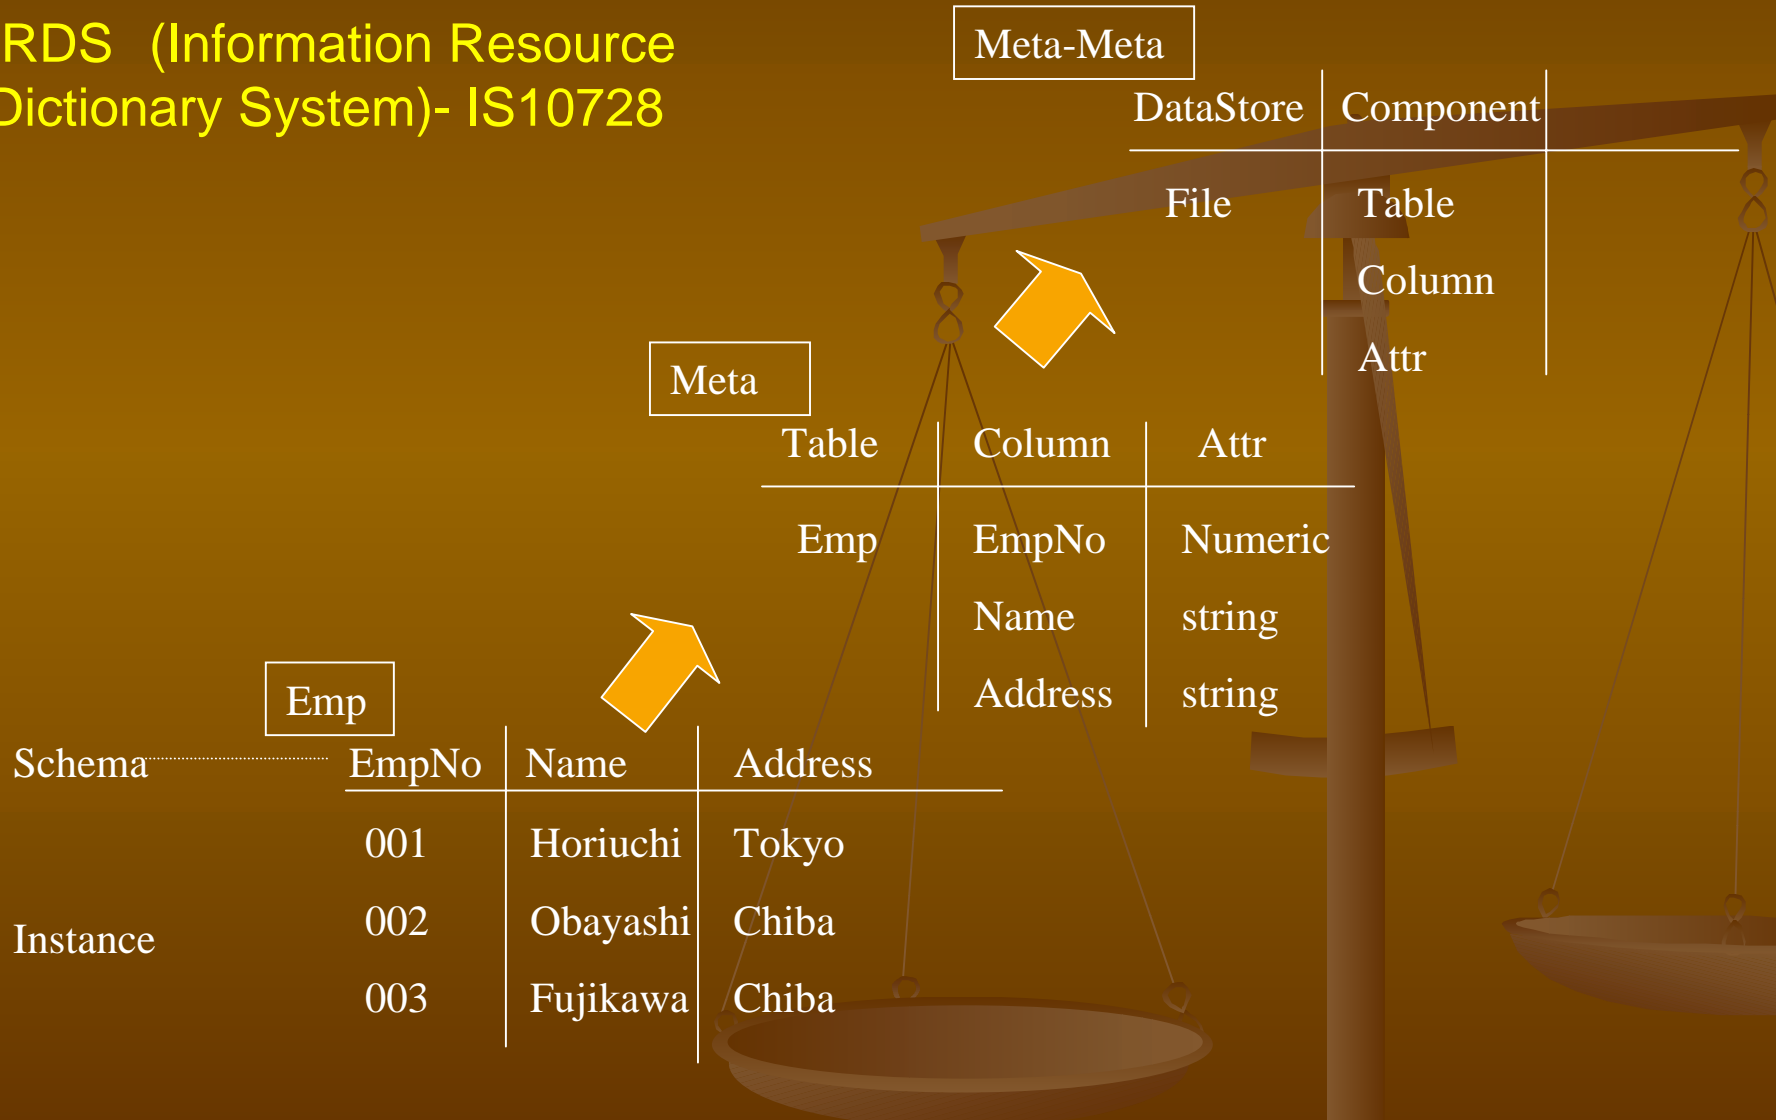 RDS (Information Resource
Dictionary System)- IS10728
Meta-Meta
DataStore Component
File Table
Column
Attr
Meta
Table Column Attr
Emp EmpNo Numeric
Name string
Address string
Emp
Schema EmpNo Name Address
001 Horiuchi Tokyo
002 Obayashi Chiba
Instance
003 Fujikawa Chiba